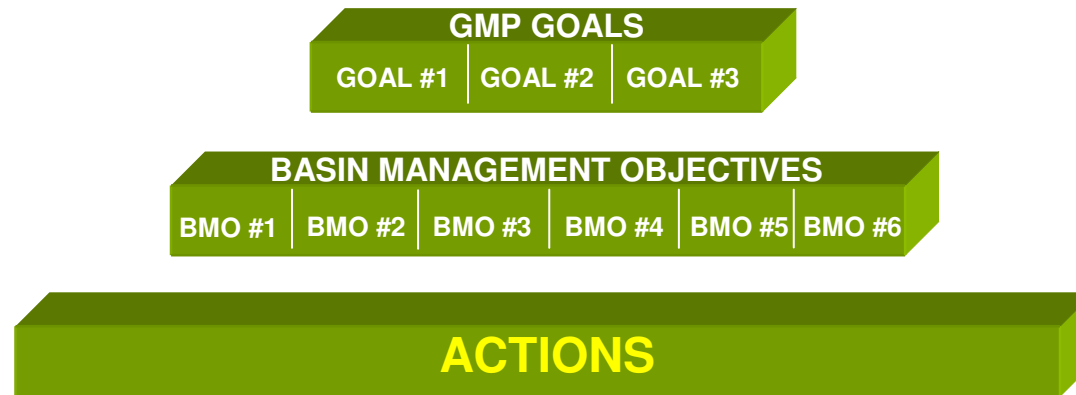 GMP GOALS
GOAL #1 GOAL #2 GOAL #3
BASIN MANAGEMENT OBJECTIVES
BMO #1 BMO #2 BMO #3 BMO #4 BMO #5 BMO #6
ACTIONS